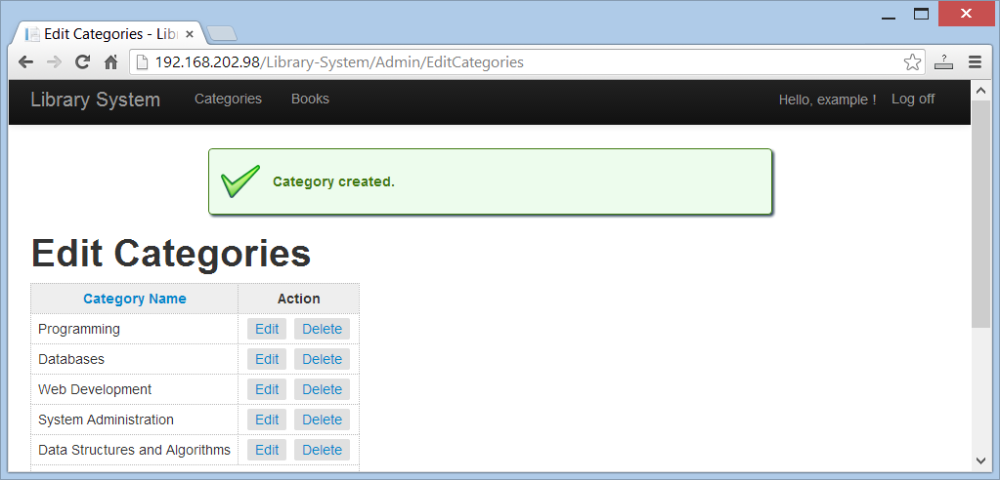 Edit Categories - Lib
192.168.202.98/Library-System/Admin/EditCategories
Library System Categories Books Hello, example ! Log off
Category created.
Edit Categories
Category Name Action
Programming Edit Delete
Databases Edit Delete
Web Development Edit Delete
System Administration Edit Delete
Data Structures and Algorithms Edit Delete